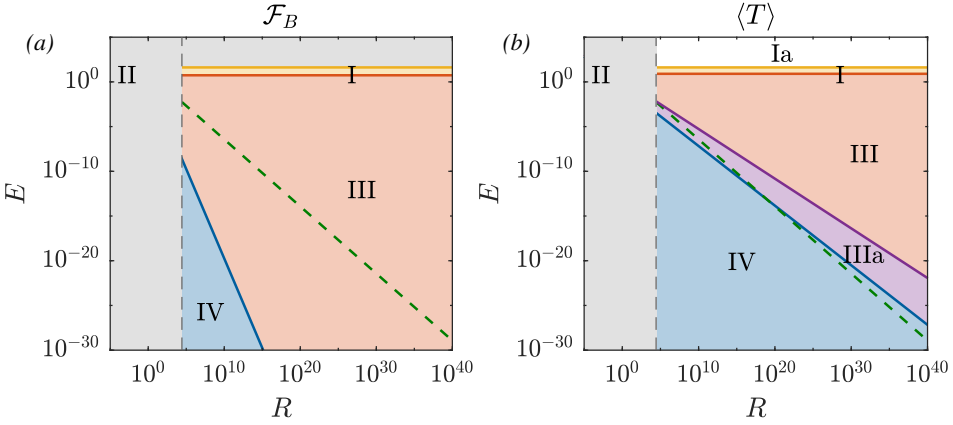 (a)
$\mathcal{F}_B$
II
I
III
IV
E
10^0
10^{-10}
10^{-20}
10^{-30}
10^0 10^{10} 10^{20} 10^{30} 10^{40}
R
(b)
⟨T⟩
Ia
II
I
III
IIIa
IV
E
10^0
10^{-10}
10^{-20}
10^{-30}
10^0 10^{10} 10^{20} 10^{30} 10^{40}
R